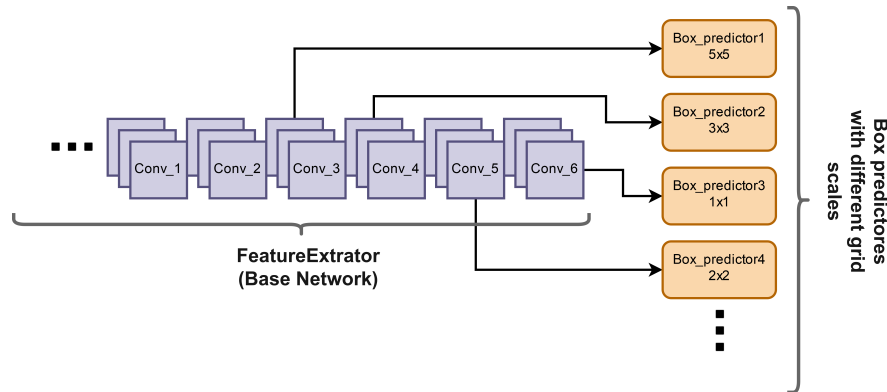 Box_predictor1
5x5
Box_predictor2
3x3
Conv_1
Conv_2
Conv_3
Conv_4
Conv_5
Conv_6
Box_predictor3
1x1
FeatureExtrator
(Base Network)
Box_predictor4
2x2
Box predictores
with different grid
scales